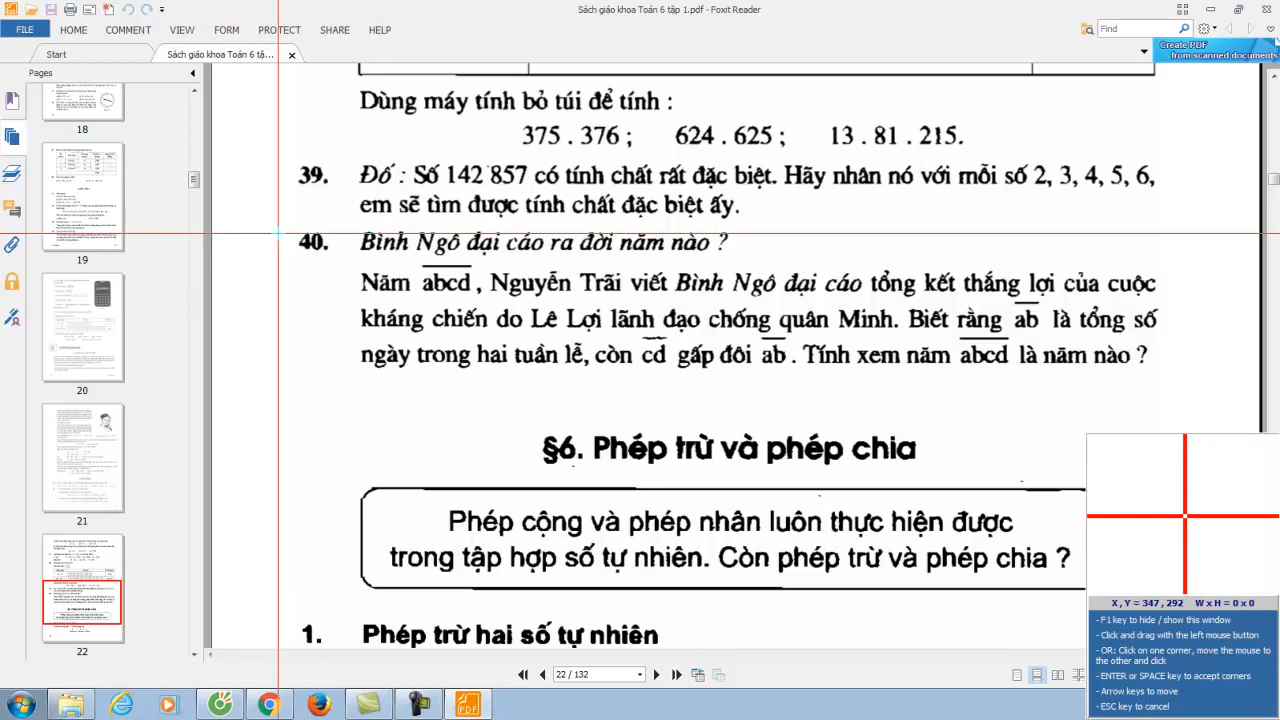 Sách giáo khoa Toán 6 tập 1.pdf - Foxit Reader
FILE HOME COMMENT VIEW FORM PROTECT SHARE HELP
Find
Start
Sách giáo khoa Toán 6 tậ...
Create PDF
from scanned documents
Pages
18
19
20
21
22
Dùng máy tính bỏ túi để tính :
375 . 376 ; 624 . 625 ; 13 . 81 . 215.
39. Đố : Số 142 857 có tính chất rất đặc biệt. Hãy nhân nó với mỗi số 2, 3, 4, 5, 6,
em sẽ tìm được tính chất đặc biệt ấy.
40. Bình Ngô đại cáo ra đời năm nào ?
Năm abcd, Nguyễn Trãi viết Bình Ngô đại cáo tổng kết thắng lợi của cuộc
kháng chiến do Lê Lợi lãnh đạo chống quân Minh. Biết rằng ab là tổng số
ngày trong hai tuần lễ, còn cd gấp đôi ab. Tính xem năm abcd là năm nào ?
§6. Phép trừ và phép chia
Phép cộng và phép nhân luôn thực hiện được
trong tập hợp số tự nhiên. Còn phép trừ và phép chia ?
1. Phép trừ hai số tự nhiên
X , Y = 347 , 292 W x H = 0 x 0
- F1 key to hide / show this window
- Click and drag with the left mouse button
- OR: Click on one corner, move the mouse to
the other and click
- ENTER or SPACE key to accept corners
- Arrow keys to move
- ESC key to cancel
22 / 132
PDF